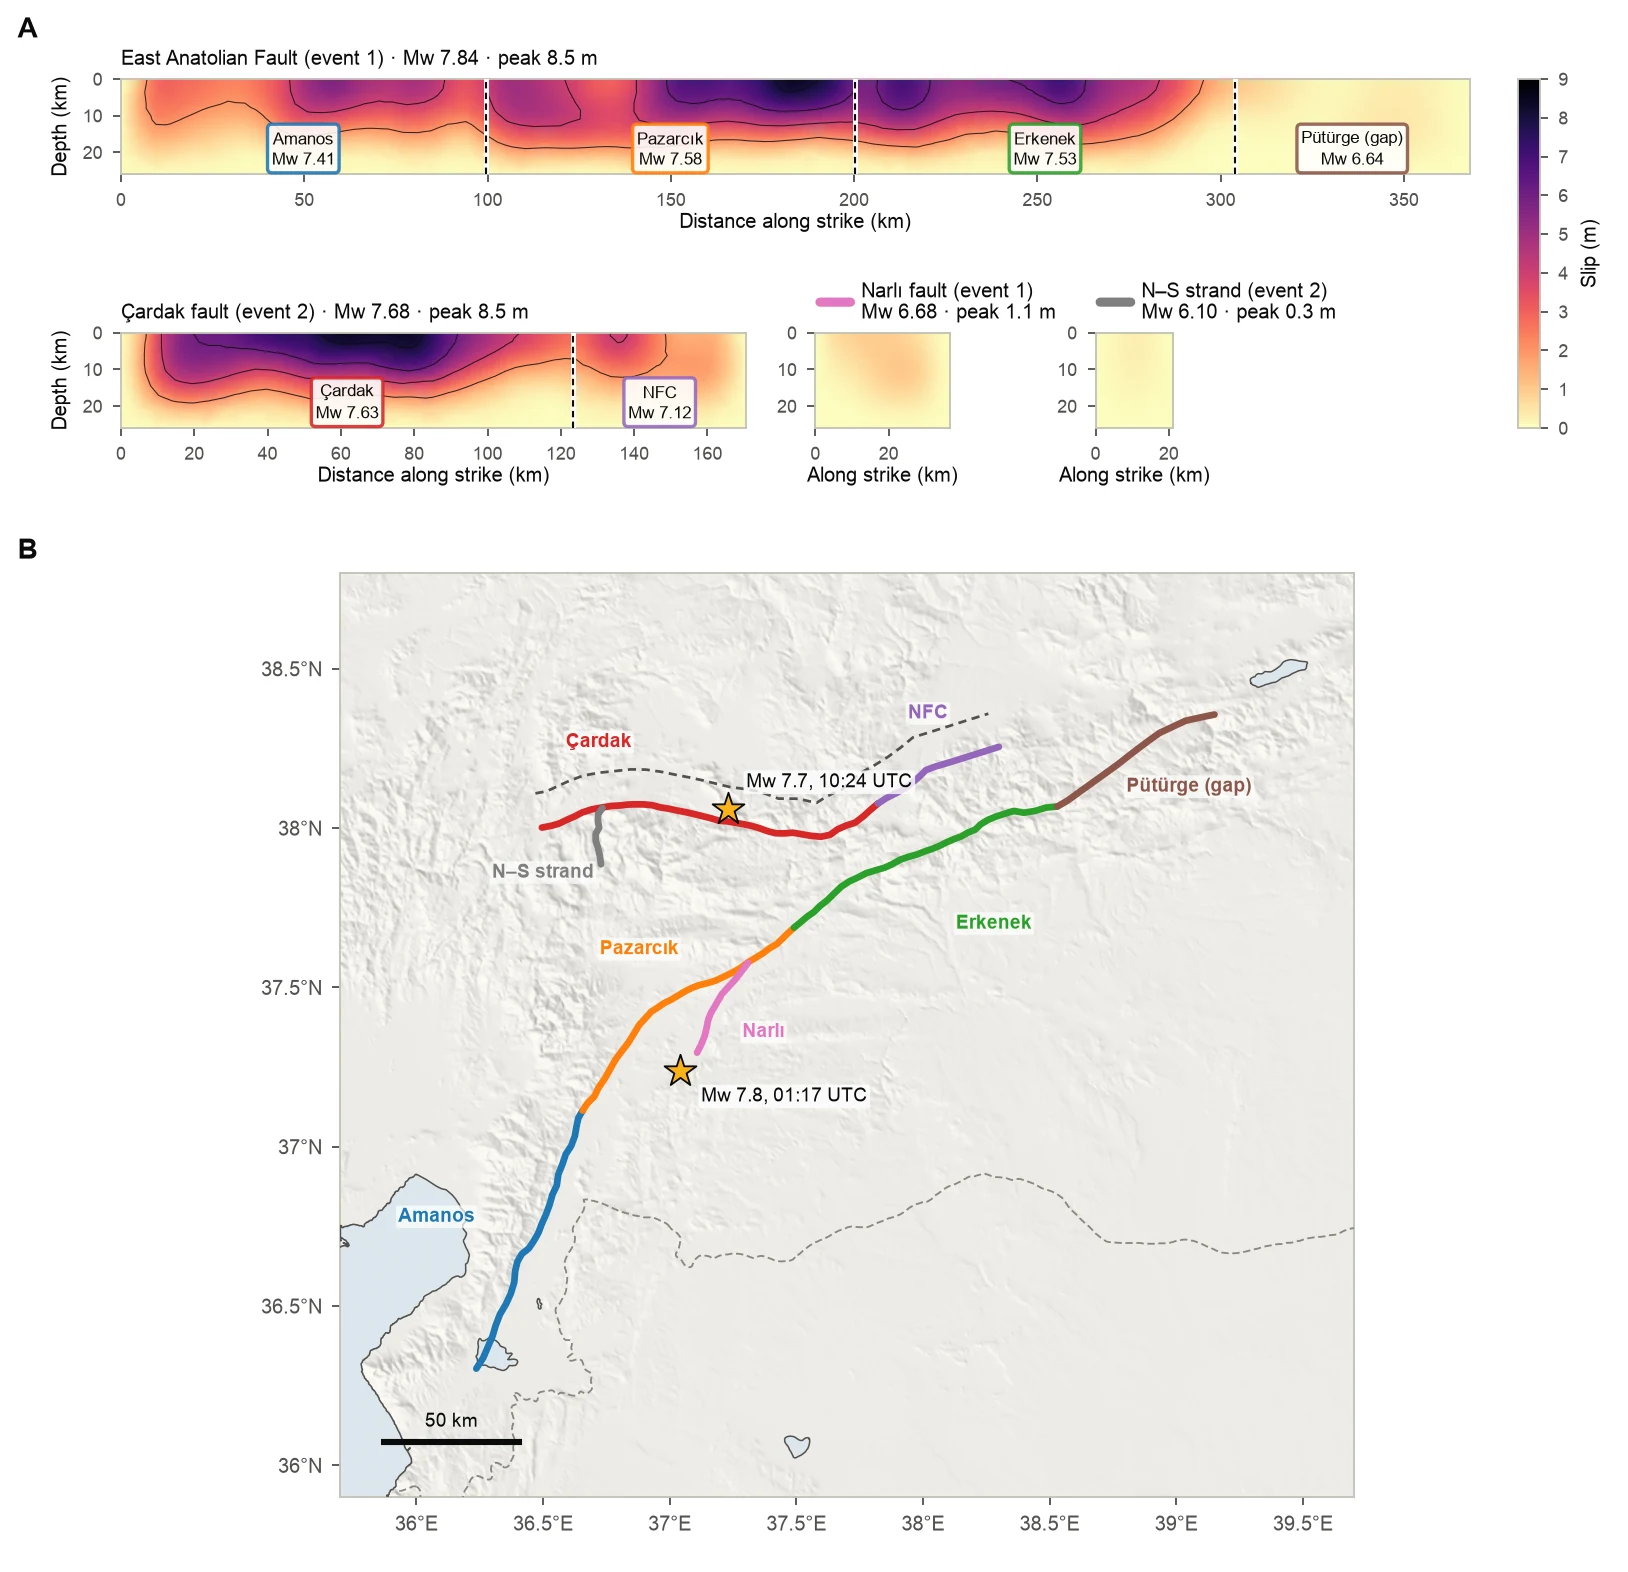 A
East Anatolian Fault (event 1) · Mw 7.84 · peak 8.5 m
Depth (km)
0
10
20
Amanos
Mw 7.41
Pazarcık
Mw 7.58
Erkenek
Mw 7.53
Pütürge (gap)
Mw 6.64
0 50 100 150 200 250 300 350
Distance along strike (km)
9
8
7
6
5
4
3
2
1
0
Slip (m)
Çardak fault (event 2) · Mw 7.68 · peak 8.5 m
Depth (km)
0
10
20
Çardak
Mw 7.63
NFC
Mw 7.12
0 20 40 60 80 100 120 140 160
Distance along strike (km)
Narlı fault (event 1)
Mw 6.68 · peak 1.1 m
0
10
20
0 20
Along strike (km)
N–S strand (event 2)
Mw 6.10 · peak 0.3 m
0
10
20
0 20
Along strike (km)
B
38.5°N
38°N
37.5°N
37°N
36.5°N
36°N
NFC
Çardak
Mw 7.7, 10:24 UTC
Pütürge (gap)
N–S strand
Erkenek
Pazarcık
Narlı
Mw 7.8, 01:17 UTC
Amanos
50 km
36°E 36.5°E 37°E 37.5°E 38°E 38.5°E 39°E 39.5°E